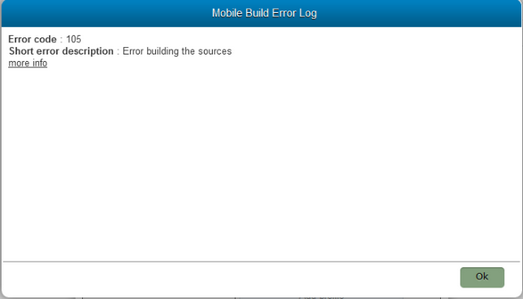 Mobile Build Error Log
Error code : 105
Short error description : Error building the sources
more info
Ok